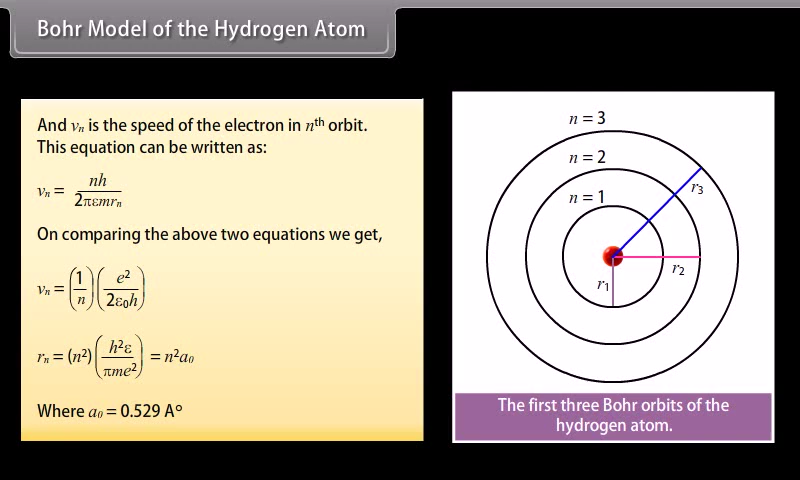 Bohr Model of the Hydrogen Atom
And vₙ is the speed of the electron in nᵗʰ orbit.
This equation can be written as:
vₙ = nh / 2πεmrₙ
On comparing the above two equations we get,
vₙ = (1/n) (e²/2ε₀h)
rₙ = (n²) (h²ε/πme²) = n²a₀
Where a₀ = 0.529 A°
n = 3
n = 2
n = 1
r₃
r₂
r₁
The first three Bohr orbits of the
hydrogen atom.